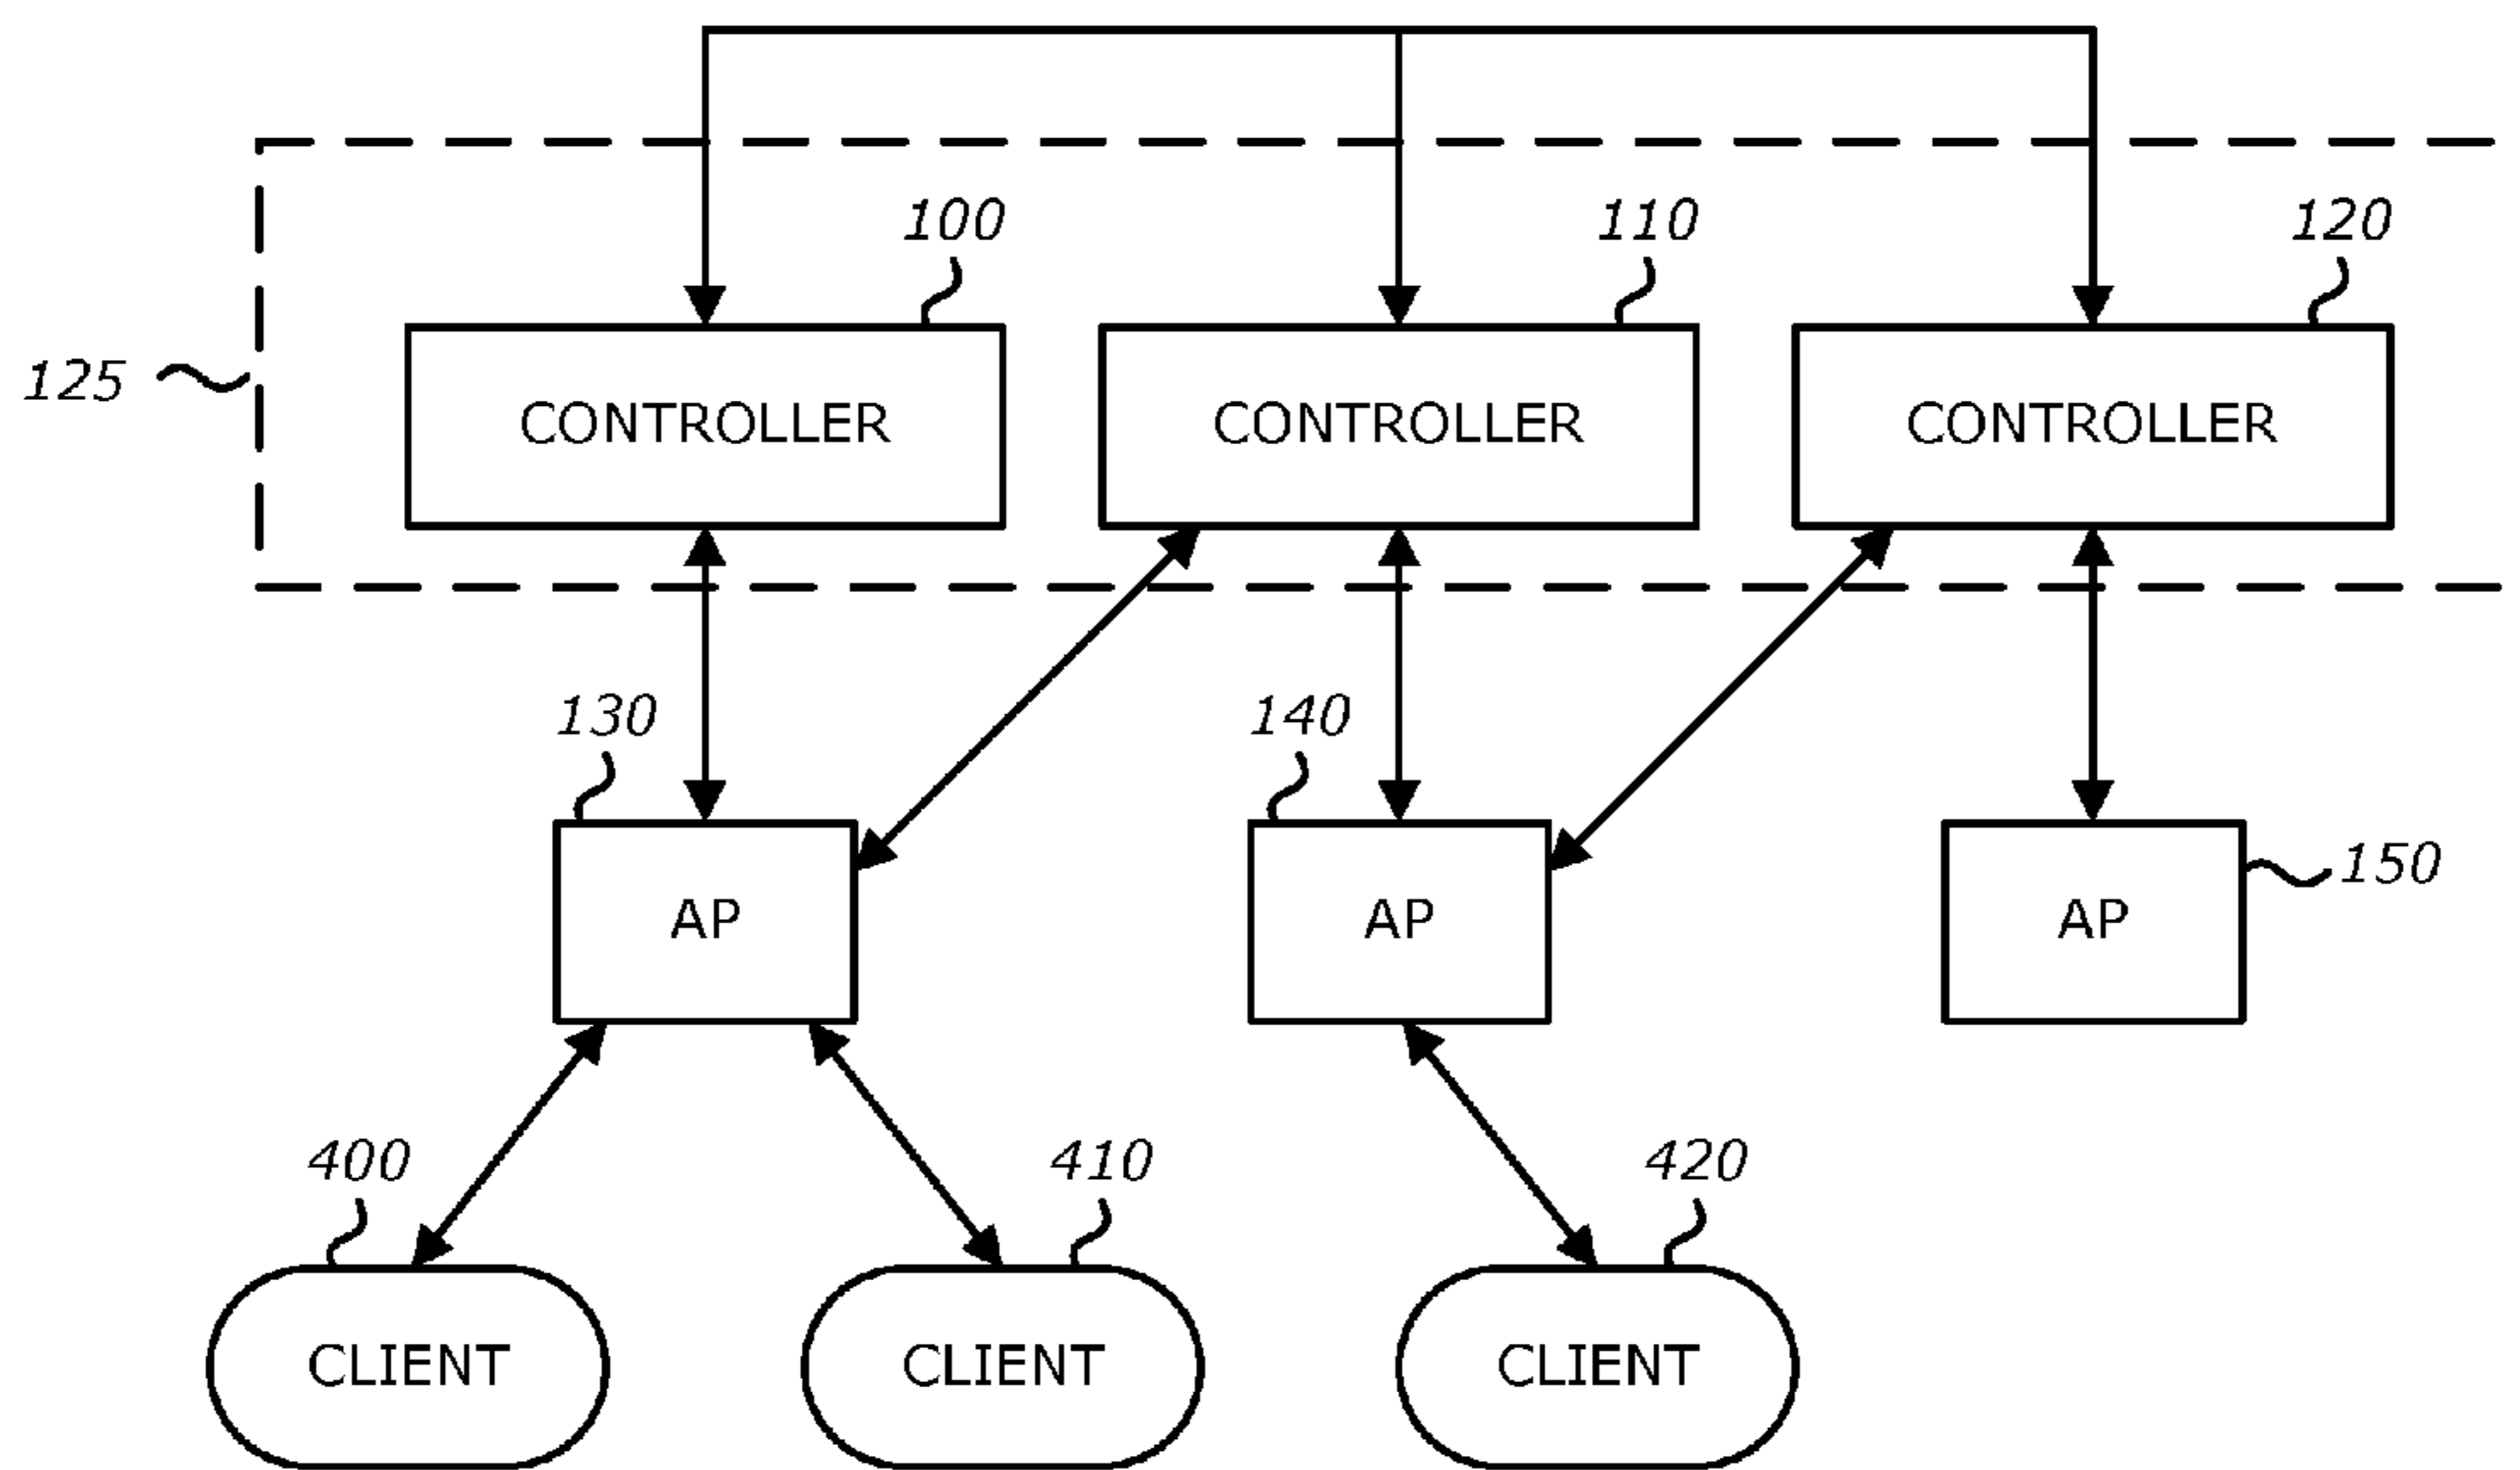 100
110
120
125
CONTROLLER
CONTROLLER
CONTROLLER
130
140
150
AP
AP
AP
400
410
420
CLIENT
CLIENT
CLIENT